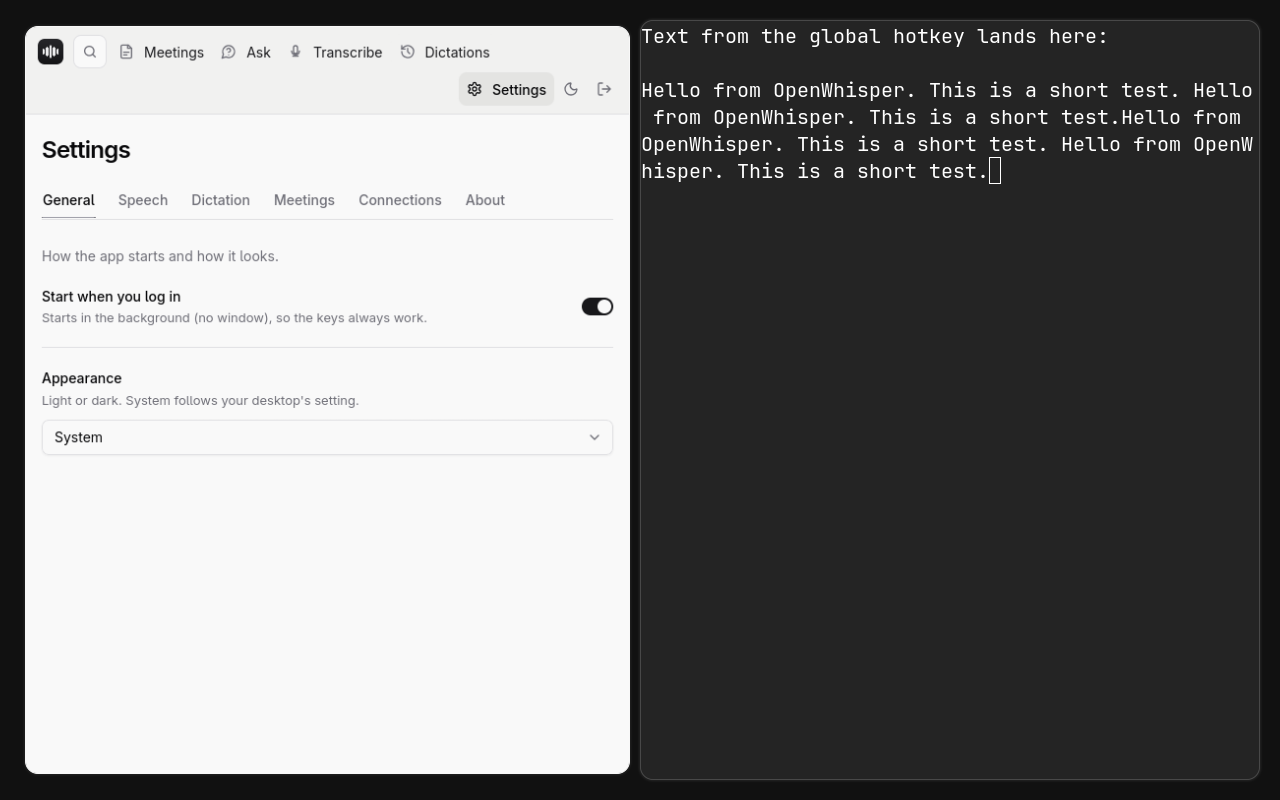 Meetings
Ask
Transcribe
Dictations
Settings
Settings
General
Speech
Dictation
Meetings
Connections
About
How the app starts and how it looks.
Start when you log in
Starts in the background (no window), so the keys always work.
Appearance
Light or dark. System follows your desktop's setting.
System
Text from the global hotkey lands here:
Hello from OpenWhisper. This is a short test. Hello
from OpenWhisper. This is a short test.Hello from
OpenWhisper. This is a short test. Hello from OpenW
hisper. This is a short test.